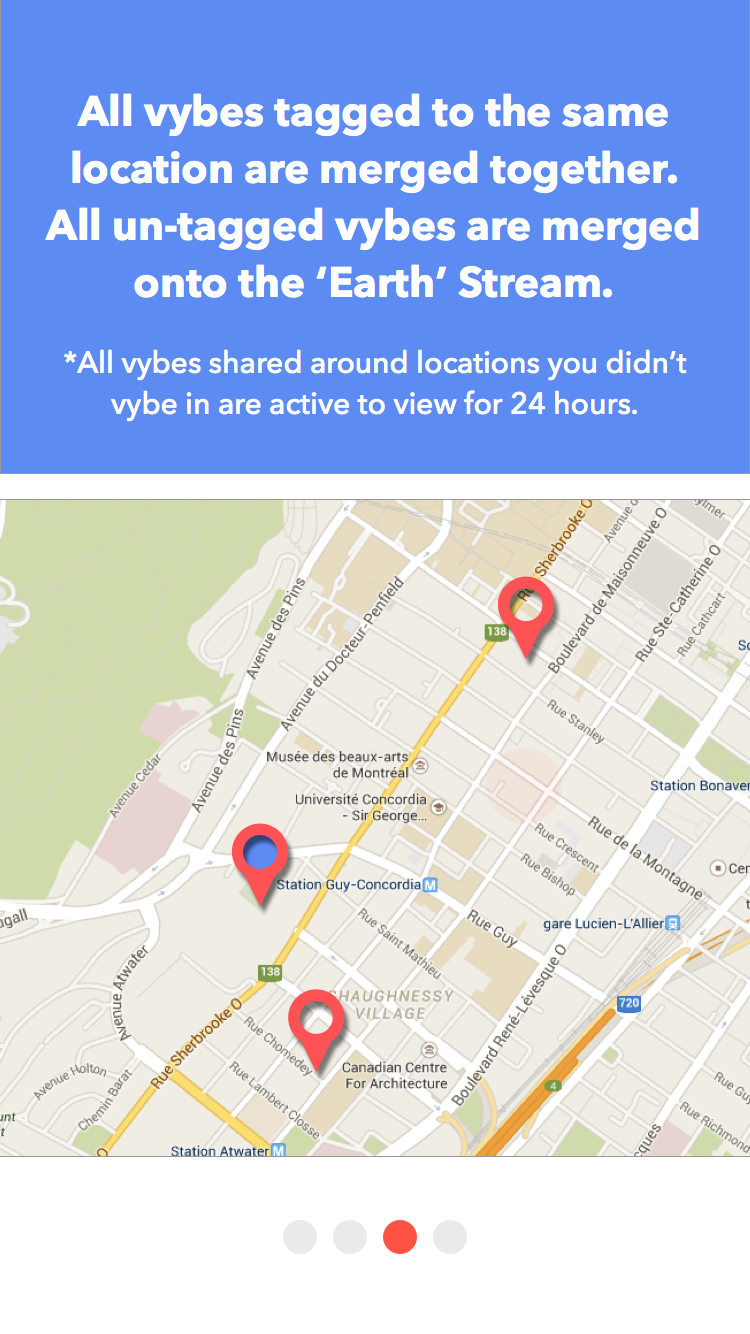 All vybes tagged to the same
location are merged together.
All un-tagged vybes are merged
onto the ‘Earth’ Stream.
*All vybes shared around locations you didn’t
vybe in are active to view for 24 hours.
Rue Sherbrooke O
Boulevard de Maisonneuve O
Rue Ste-Catherine O
Rue Cathcart
Avenue des Pins
Avenue du Docteur-Penfield
138
Rue Stanley
Avenue des Pins
Musée des beaux-arts
de Montréal
Avenue Cedar
Université Concordia
- Sir George...
Station Bonaven
Rue de la Montagne
Rue Crescent
Rue Bishop
Cen
Station Guy-Concordia M
Rue Guy
gare Lucien-L'Allier
Rue Saint Mathieu
Boulevard René-Lévesque O
Avenue Atwater
138
720
SHAUGHNESSY
VILLAGE
Rue Sherbrooke O
Rue Chomedey
Canadian Centre
For Architecture
Avenue Holton
Chemin Barat
Rue Lambert Closse
4
Rue Richmond
Station Atwater M